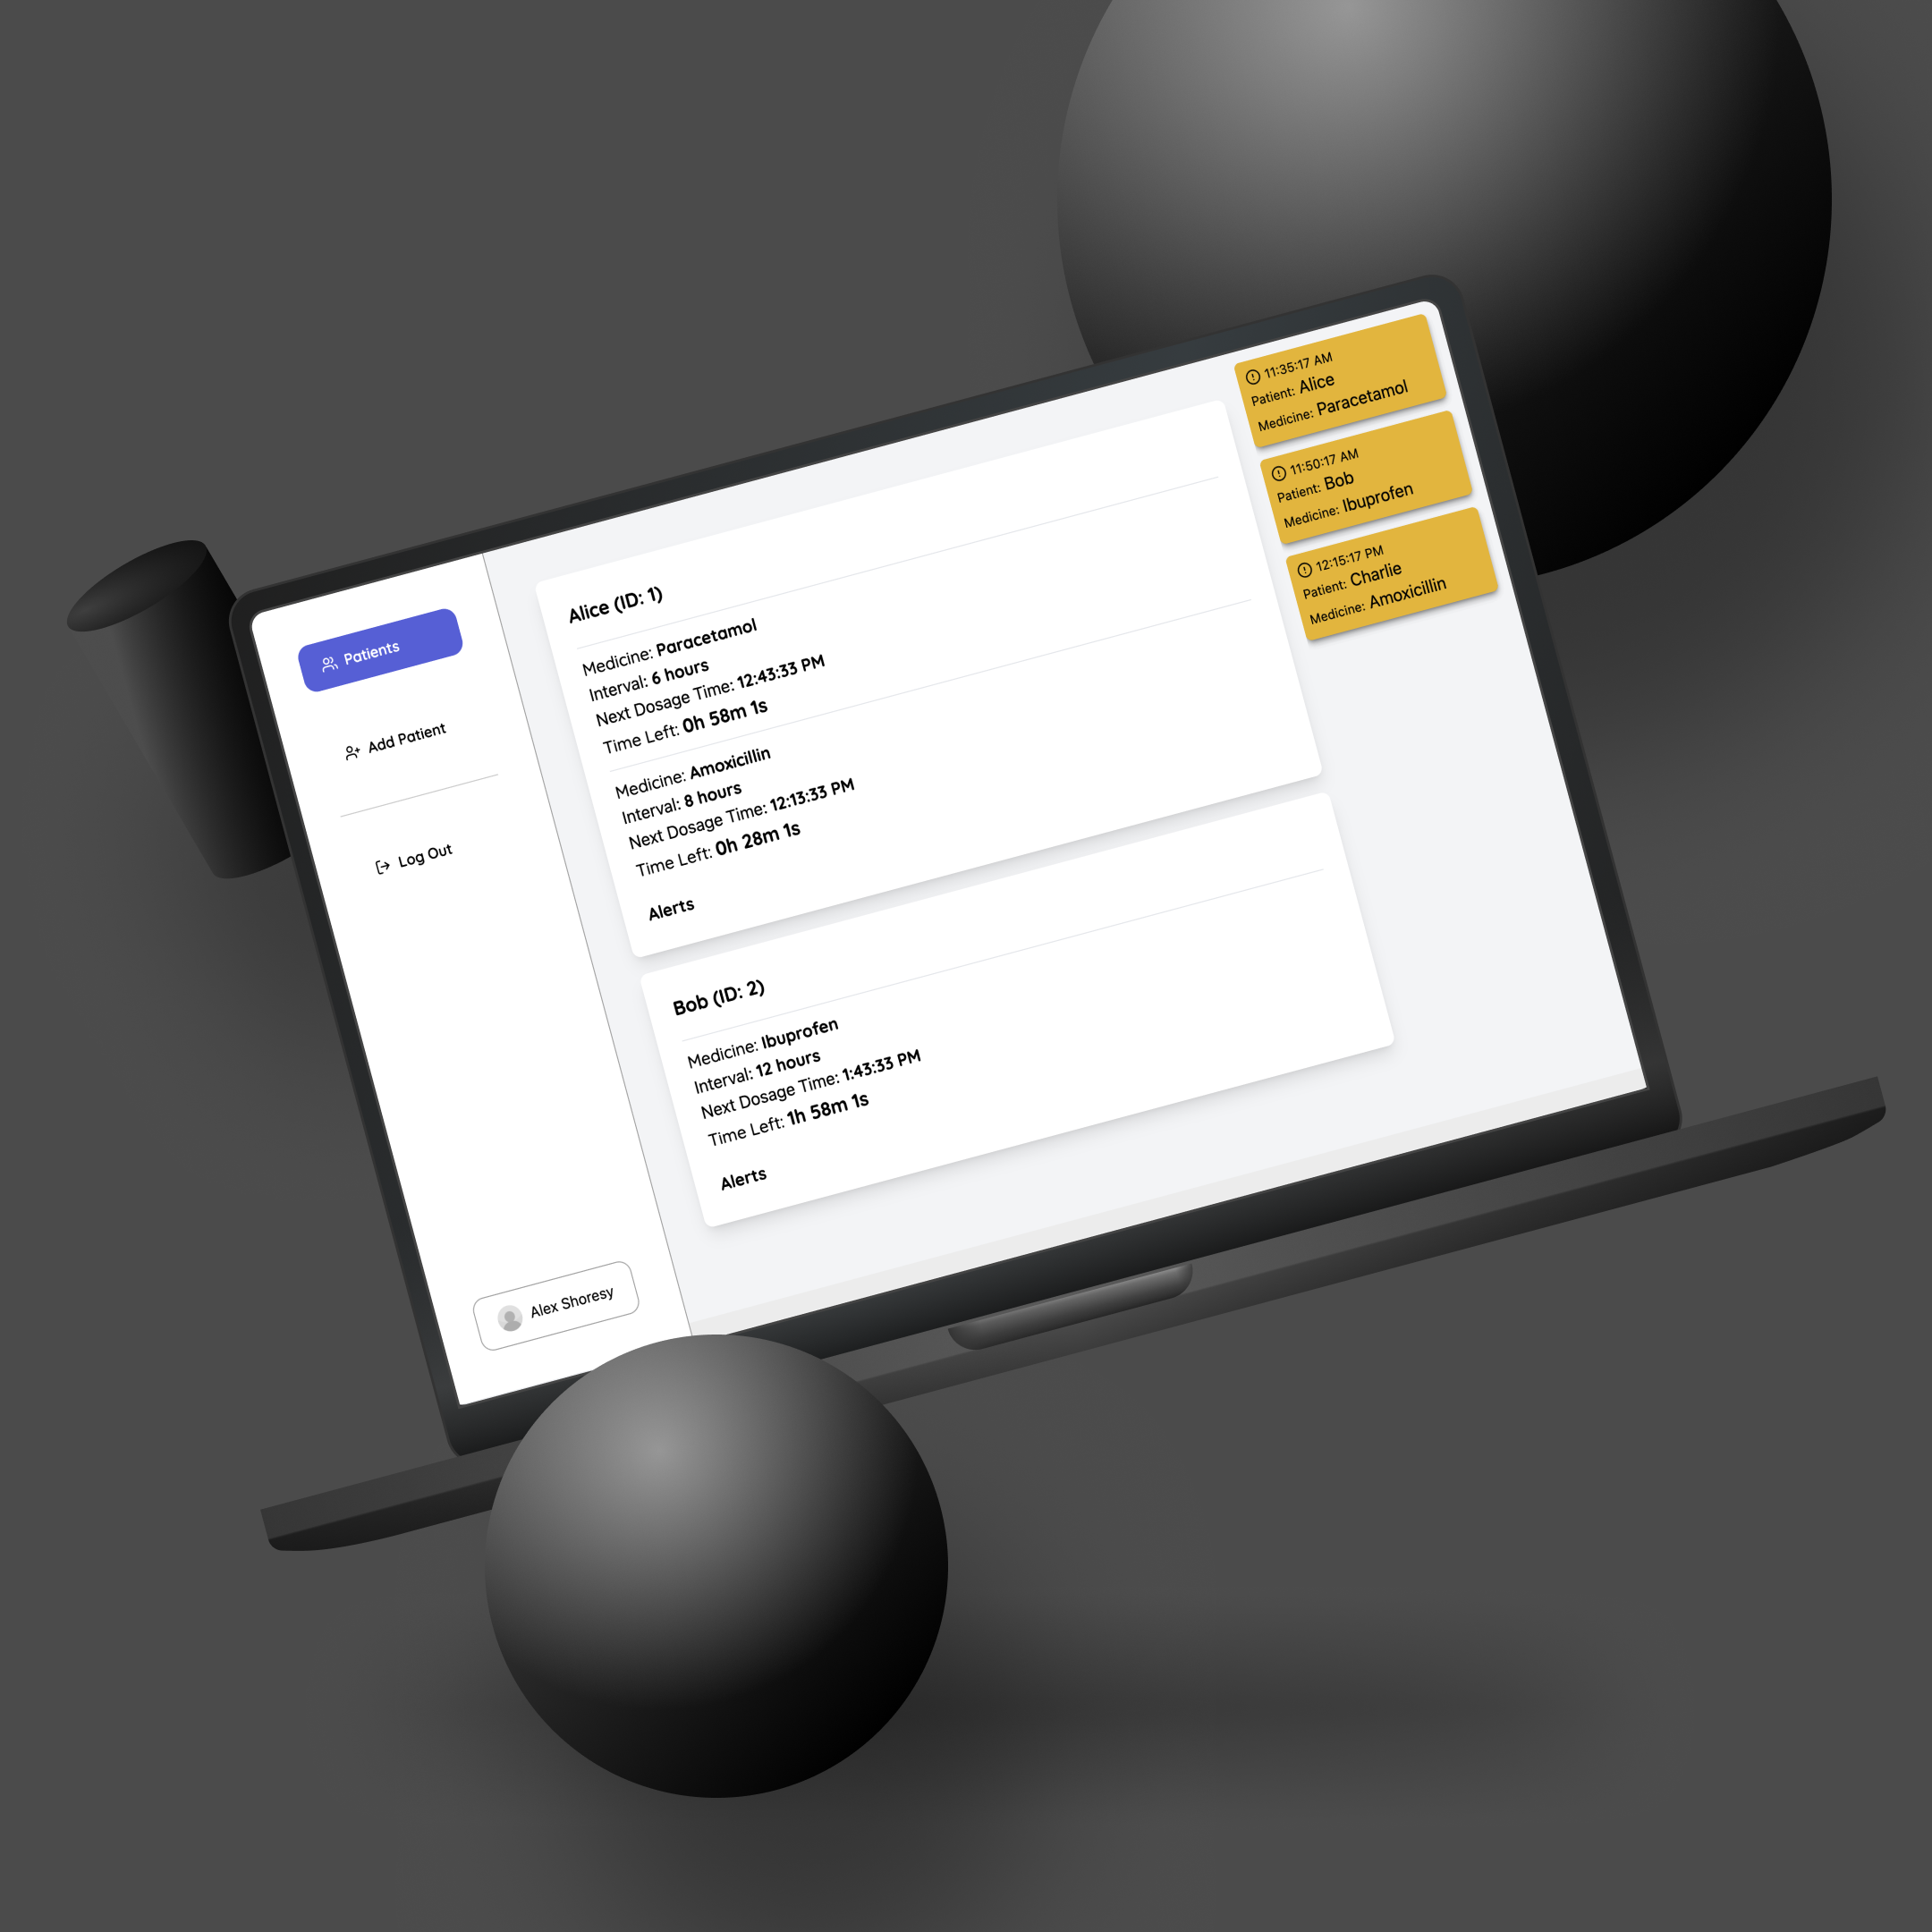 Patients
Add Patient
Log Out
Alex Shoresy
Alice (ID: 1)
Medicine: Paracetamol
Interval: 6 hours
Next Dosage Time: 12:43:33 PM
Time Left: 0h 58m 1s
Medicine: Amoxicillin
Interval: 8 hours
Next Dosage Time: 12:13:33 PM
Time Left: 0h 28m 1s
Alerts
Bob (ID: 2)
Medicine: Ibuprofen
Interval: 12 hours
Next Dosage Time: 1:43:33 PM
Time Left: 1h 58m 1s
Alerts
11:35:17 AM
Patient: Alice
Medicine: Paracetamol
11:50:17 AM
Patient: Bob
Medicine: Ibuprofen
12:15:17 PM
Patient: Charlie
Medicine: Amoxicillin